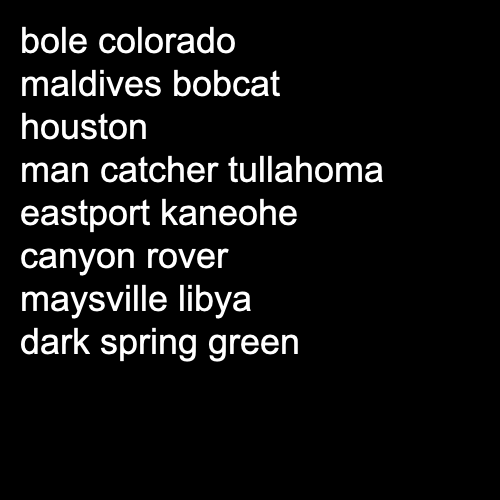 bole colorado
maldives bobcat
houston
man catcher tullahoma
eastport kaneohe
canyon rover
maysville libya
dark spring green